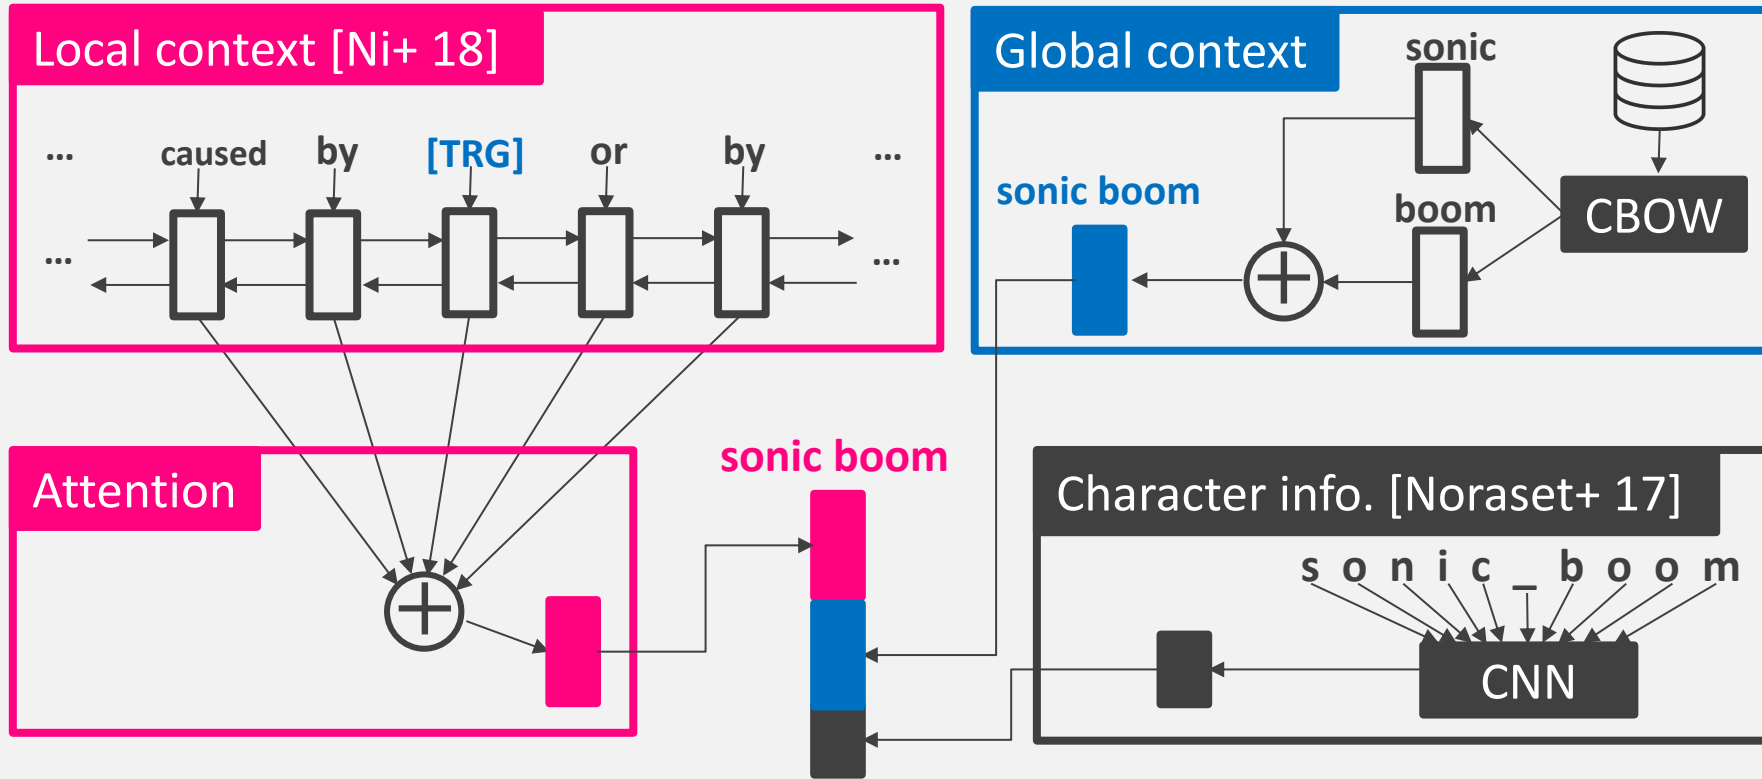 Local context [Ni+ 18]
... caused by [TRG] or by ...
... ...
Global context
sonic
sonic boom
boom
CBOW
Attention
sonic boom
Character info. [Noraset+ 17]
s o n i c _ b o o m
CNN